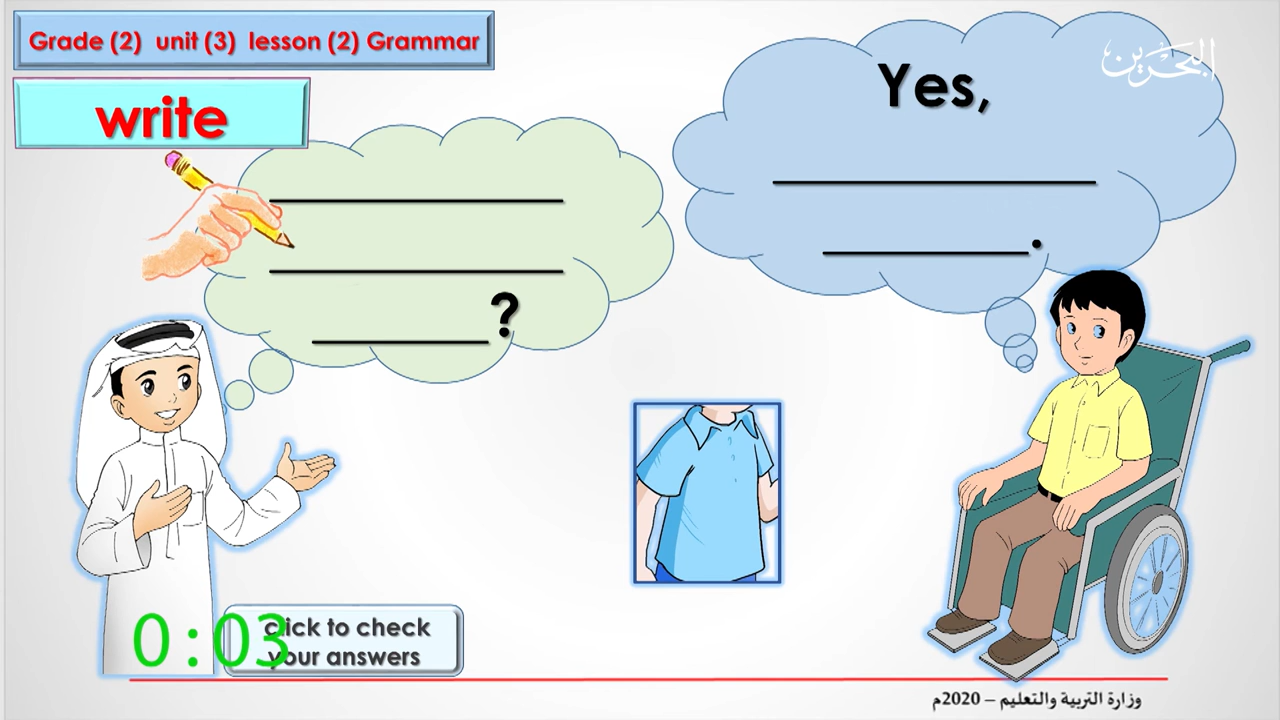 Grade (2) unit (3) lesson (2) Grammar
البحرين
write
Yes,
.
?
0:03
click to check
your answers
وزارة التربية والتعليم – 2020م